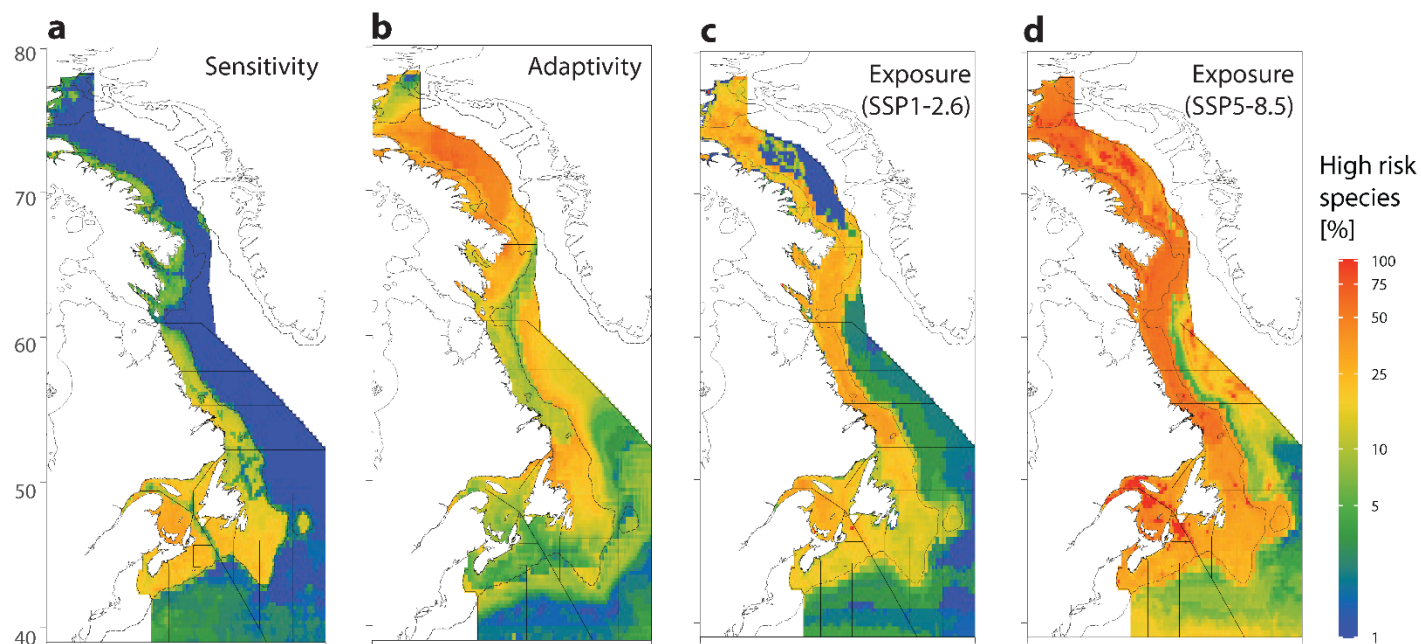 a
Sensitivity
b
Adaptivity
c
Exposure
(SSP1-2.6)
d
Exposure
(SSP5-8.5)
80
70
60
50
40
High risk
species
[%]
100
75
50
25
10
5
1